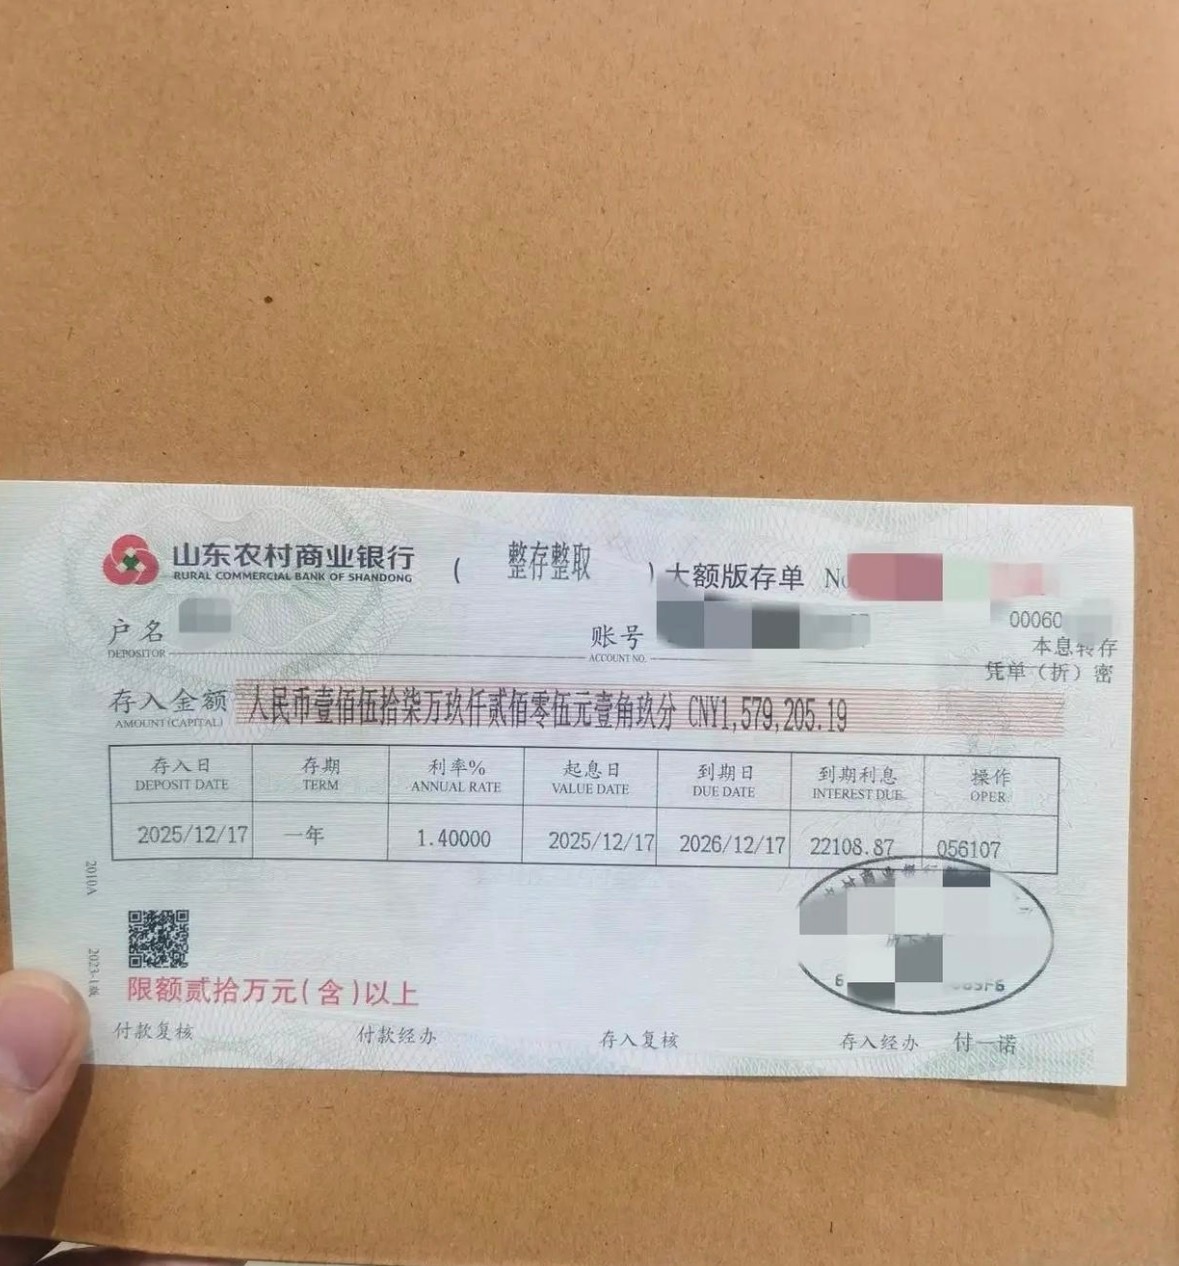 山东农村商业银行
RURAL COMMERCIAL BANK OF SHANDONG
( 整存整取 ) 大额版存单 No
00060
户名
DEPOSITOR
账号
ACCOUNT NO.
本息转存
凭单（折）密
存入金额 人民币壹佰伍拾柒万玖仟贰佰零伍元壹角玖分 CNY1,579,205.19
AMOUNT(CAPITAL)
存入日 存期 利率% 起息日 到期日 到期利息 操作
DEPOSIT DATE TERM ANNUAL RATE VALUE DATE DUE DATE INTEREST DUE OPER.
2025/12/17 一年 1.40000 2025/12/17 2026/12/17 22108.87 056107
2010A
2023-1版
限额贰拾万元(含)以上
付款复核 付款经办 存入复核 存入经办 付一诺